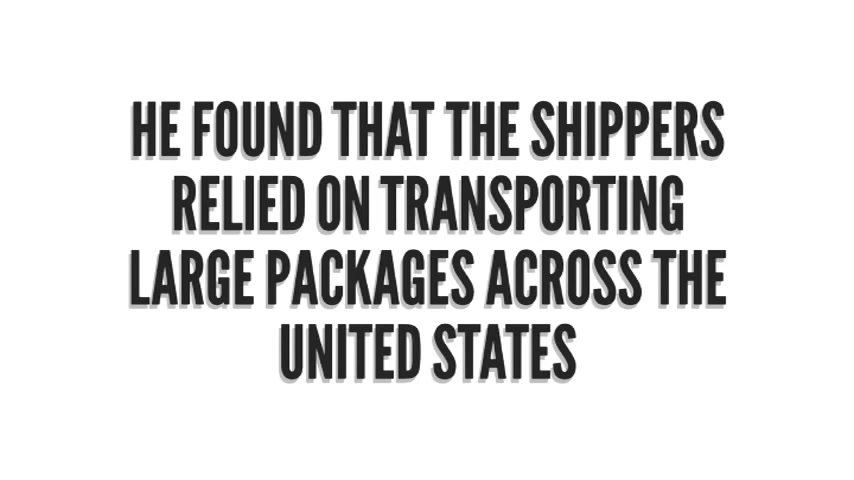 HE FOUND THAT THE SHIPPERS
RELIED ON TRANSPORTING
LARGE PACKAGES ACROSS THE
UNITED STATES